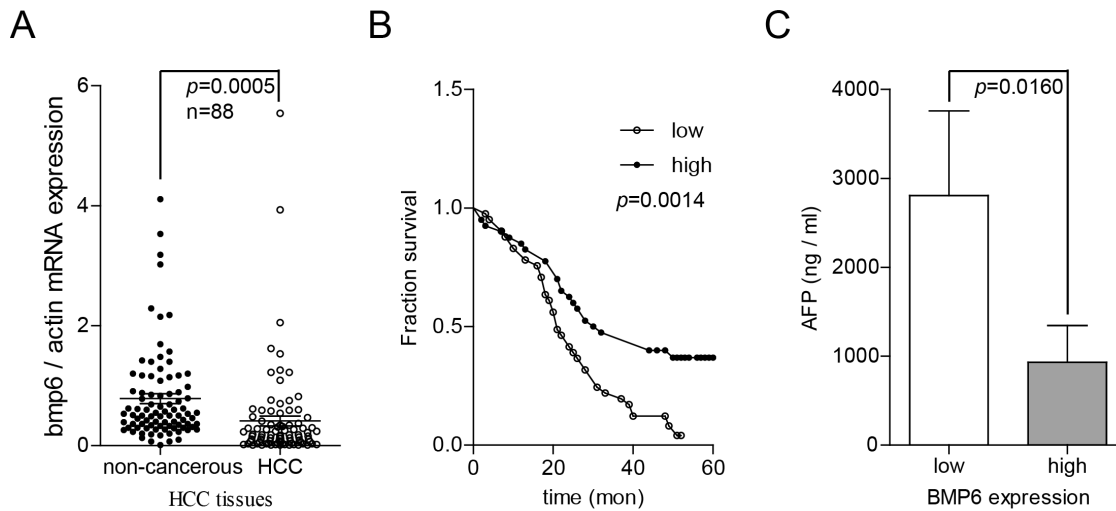 A
bmp6 / actin mRNA expression
6
4
2
0
p=0.0005
n=88
non-cancerous
HCC
HCC tissues
B
Fraction survival
1.5
1.0
0.5
0.0
low
high
p=0.0014
0
20
40
60
time (mon)
C
AFP (ng / ml)
4000
3000
2000
1000
0
p=0.0160
low
high
BMP6 expression